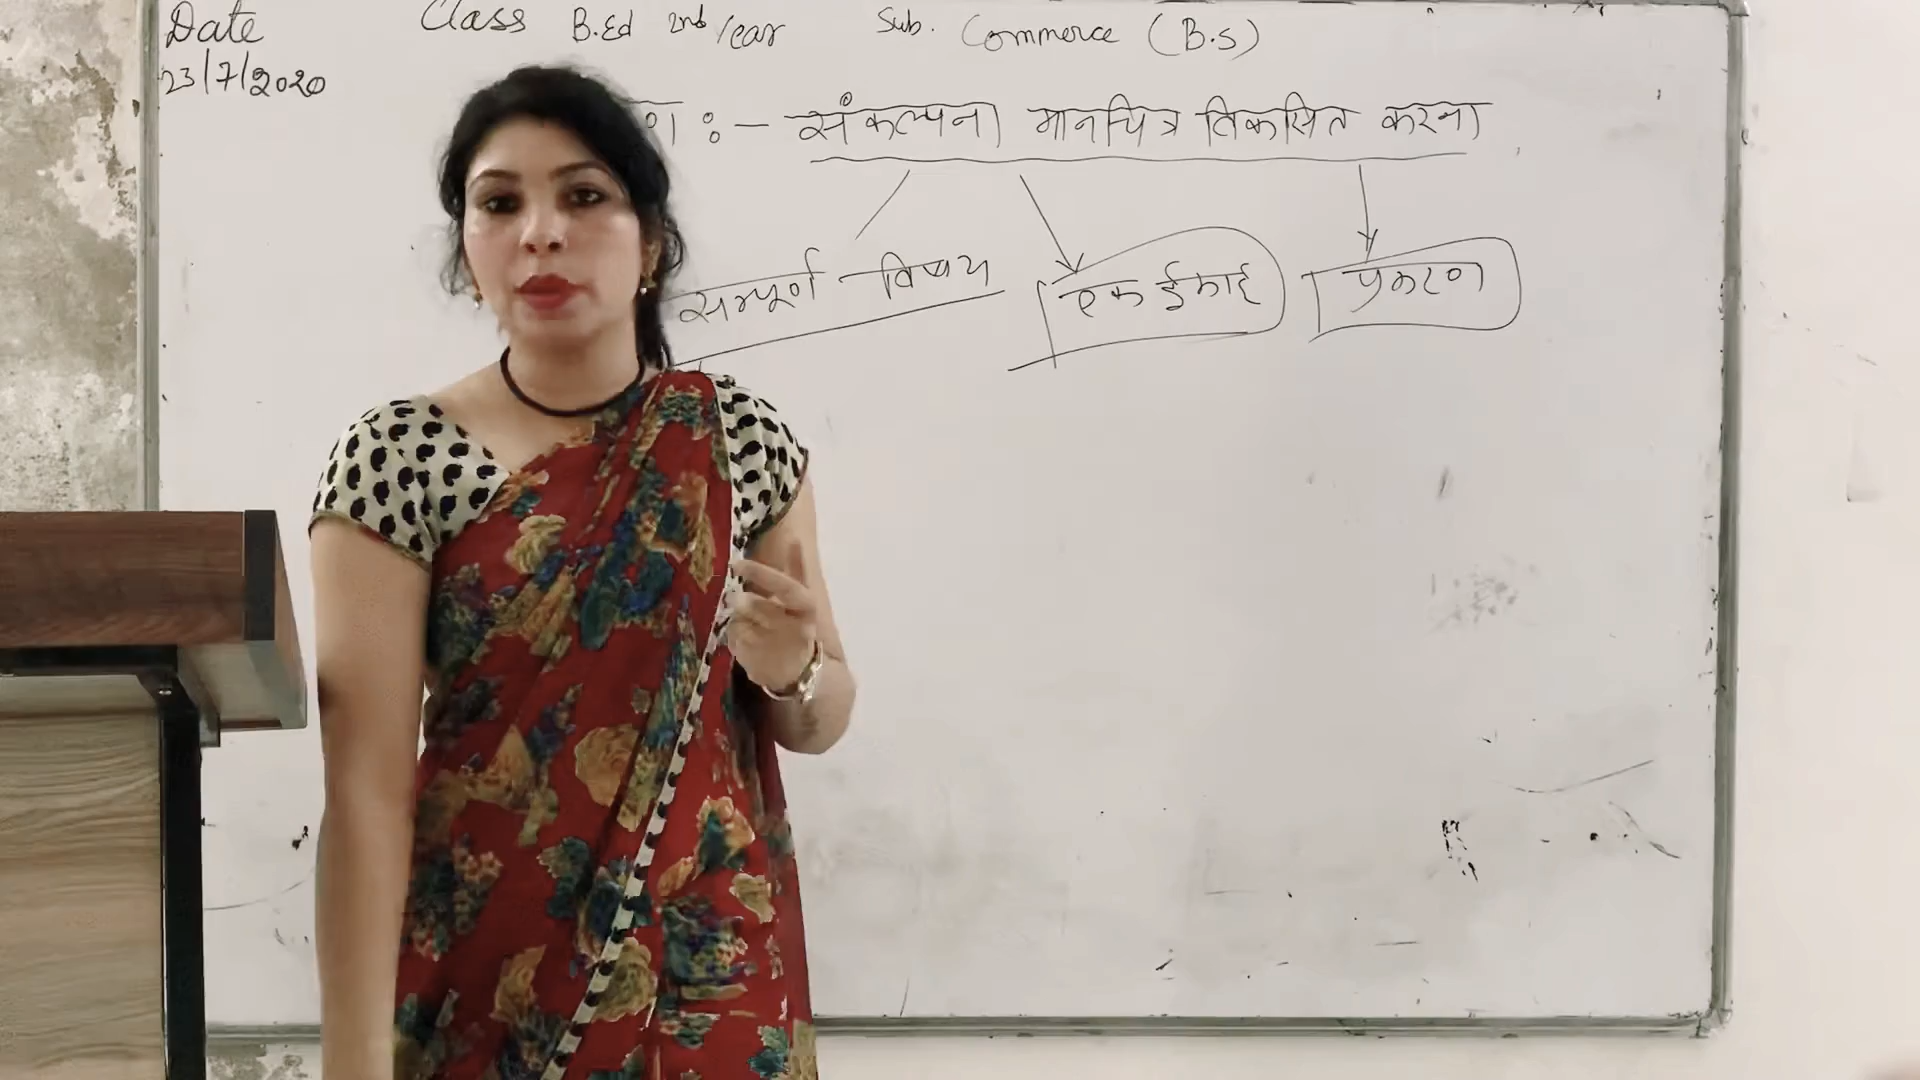 Date Class B.Ed 2nd Year Sub. Commerce (B.S)
23/7/2020
:- संकल्पना मानचित्र विकसित करना
सम्पूर्ण विषय एक ईकाई प्रकरण